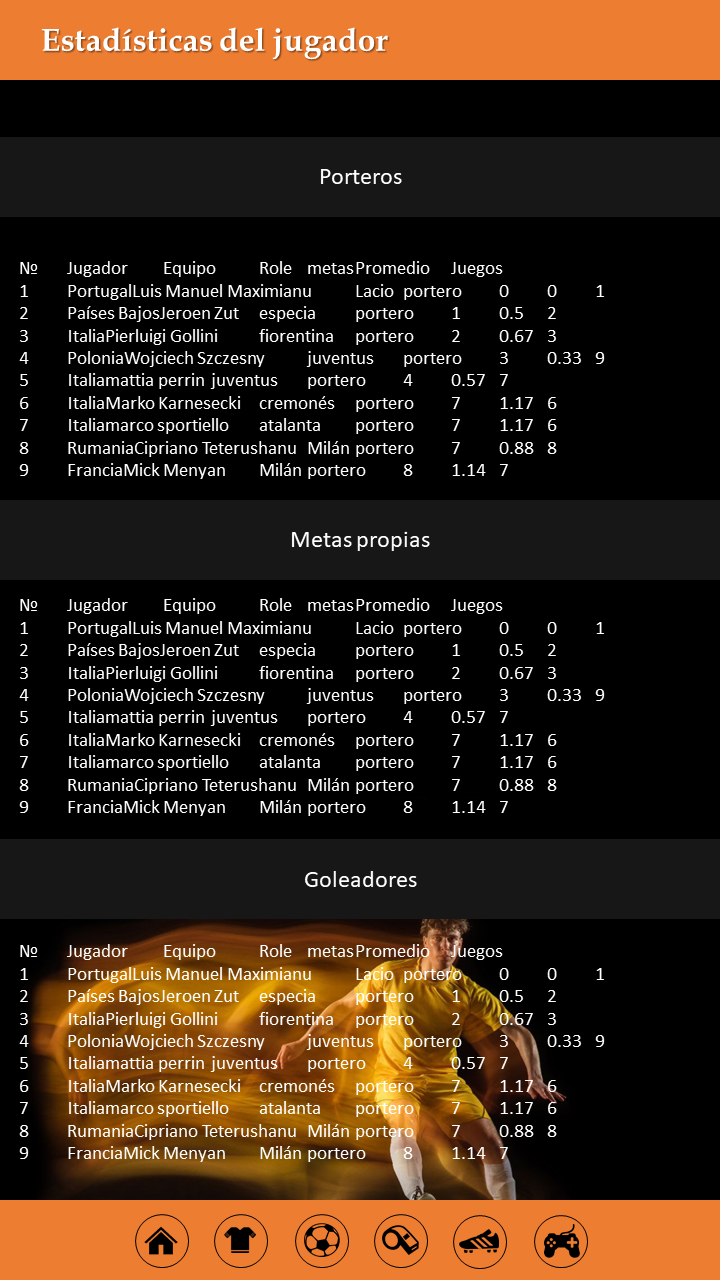 Estadísticas del jugador
Porteros
№ Jugador Equipo Role metas Promedio Juegos
1 PortugalLuis Manuel Maximianu Lacio portero 0 0 1
2 Países BajosJeroen Zut especia portero 1 0.5 2
3 ItaliaPierluigi Gollini fiorentina portero 2 0.67 3
4 PoloniaWojciech Szczesny juventus portero 3 0.33 9
5 Italiamattia perrin juventus portero 4 0.57 7
6 ItaliaMarko Karnesecki cremonés portero 7 1.17 6
7 Italiamarco sportiello atalanta portero 7 1.17 6
8 RumaniaCipriano Teterushanu Milán portero 7 0.88 8
9 FranciaMick Menyan Milán portero 8 1.14 7
Metas propias
№ Jugador Equipo Role metas Promedio Juegos
1 PortugalLuis Manuel Maximianu Lacio portero 0 0 1
2 Países BajosJeroen Zut especia portero 1 0.5 2
3 ItaliaPierluigi Gollini fiorentina portero 2 0.67 3
4 PoloniaWojciech Szczesny juventus portero 3 0.33 9
5 Italiamattia perrin juventus portero 4 0.57 7
6 ItaliaMarko Karnesecki cremonés portero 7 1.17 6
7 Italiamarco sportiello atalanta portero 7 1.17 6
8 RumaniaCipriano Teterushanu Milán portero 7 0.88 8
9 FranciaMick Menyan Milán portero 8 1.14 7
Goleadores
№ Jugador Equipo Role metas Promedio Juegos
1 PortugalLuis Manuel Maximianu Lacio portero 0 0 1
2 Países BajosJeroen Zut especia portero 1 0.5 2
3 ItaliaPierluigi Gollini fiorentina portero 2 0.67 3
4 PoloniaWojciech Szczesny juventus portero 3 0.33 9
5 Italiamattia perrin juventus portero 4 0.57 7
6 ItaliaMarko Karnesecki cremonés portero 7 1.17 6
7 Italiamarco sportiello atalanta portero 7 1.17 6
8 RumaniaCipriano Teterushanu Milán portero 7 0.88 8
9 FranciaMick Menyan Milán portero 8 1.14 7